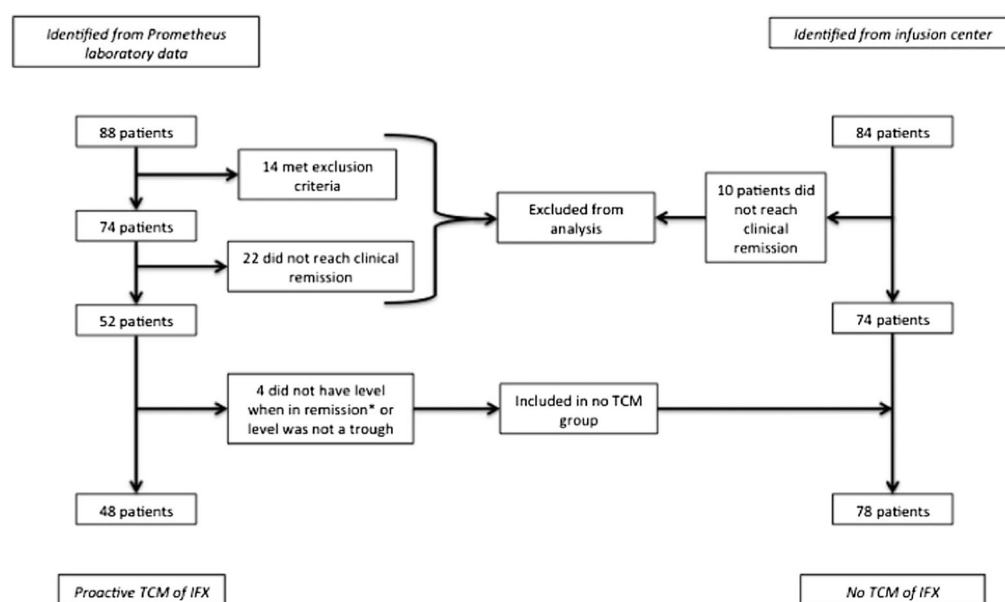 Identified from Prometheus
laboratory data
Identified from infusion center
88 patients
84 patients
14 met exclusion
criteria
10 patients did
not reach
clinical
remission
Excluded from
analysis
74 patients
22 did not reach clinical
remission
52 patients
74 patients
4 did not have level
when in remission* or
level was not a trough
Included in no TCM
group
48 patients
78 patients
Proactive TCM of IFX
No TCM of IFX